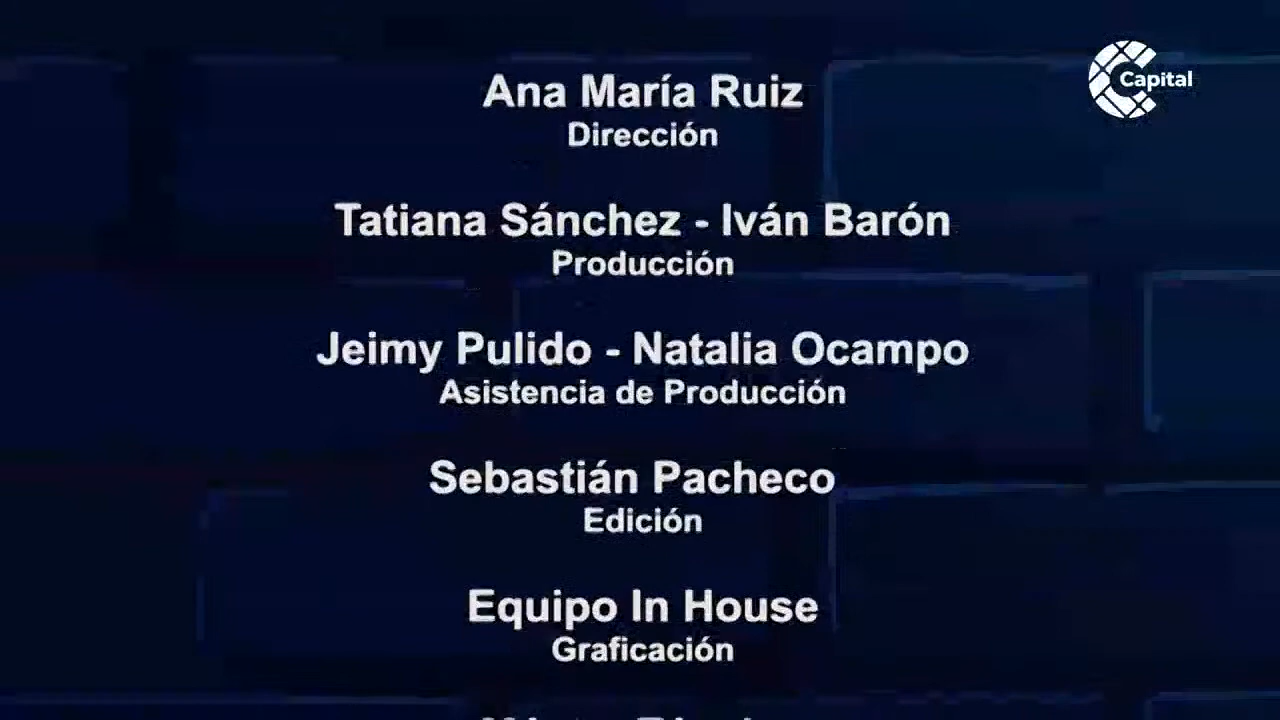 Capital
Ana María Ruiz
Dirección
Tatiana Sánchez - Iván Barón
Producción
Jeimy Pulido - Natalia Ocampo
Asistencia de Producción
Sebastián Pacheco
Edición
Equipo In House
Graficación